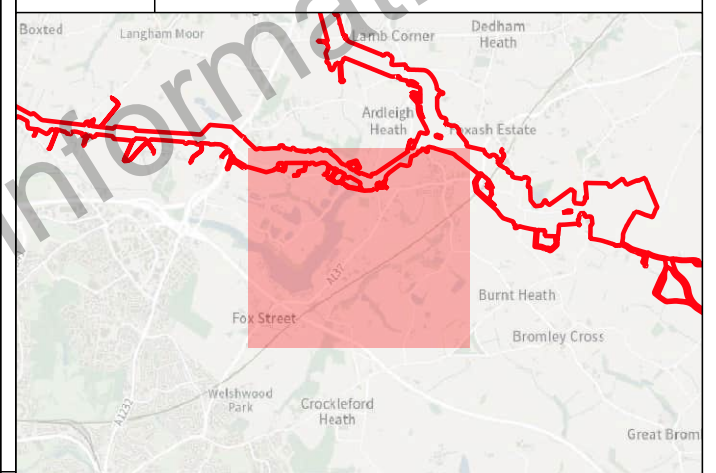 Boxted
Langham Moor
Lamb Corner
Dedham
Heath
Ardleigh
Heath
Foxash Estate
informati
A137
Burnt Heath
Fox Street
Bromley Cross
Welshwood
Park
Crockleford
Heath
A1232
Great Broml